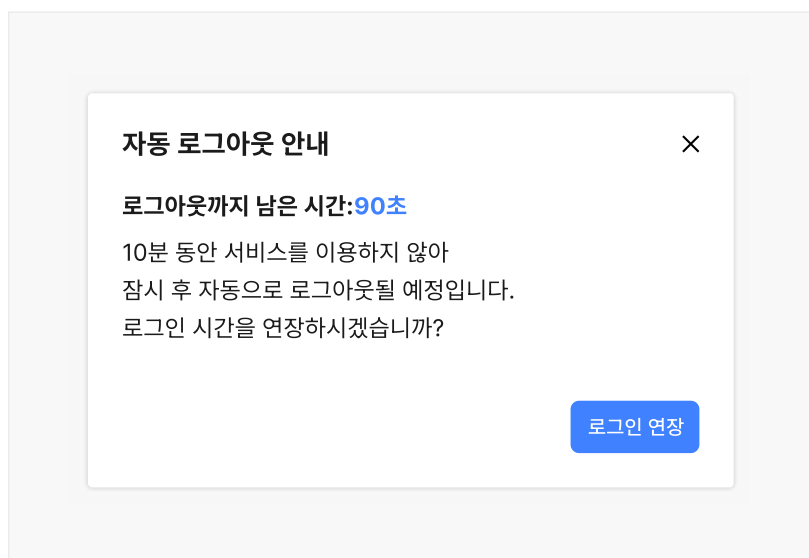 자동 로그아웃 안내
로그아웃까지 남은 시간:90초
10분 동안 서비스를 이용하지 않아
잠시 후 자동으로 로그아웃될 예정입니다.
로그인 시간을 연장하시겠습니까?
로그인 연장